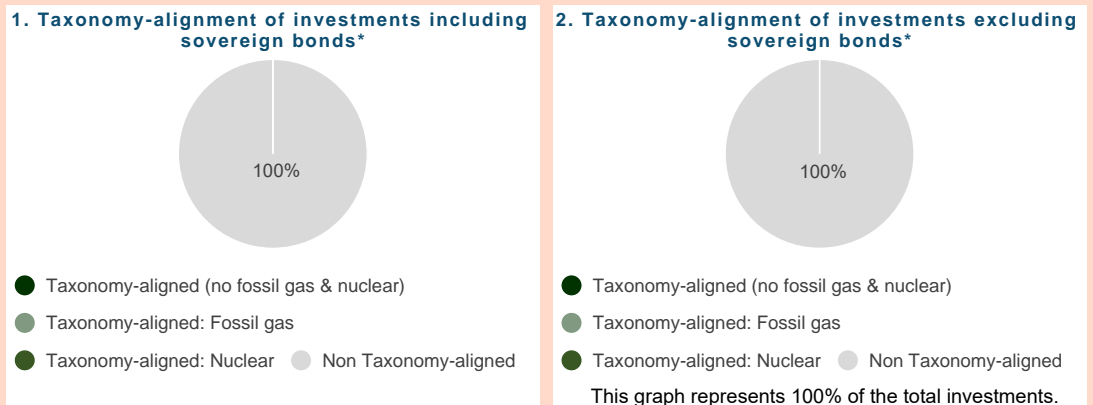 1. Taxonomy-alignment of investments including
sovereign bonds*
100%
Taxonomy-aligned (no fossil gas & nuclear)
Taxonomy-aligned: Fossil gas
Taxonomy-aligned: Nuclear Non Taxonomy-aligned
2. Taxonomy-alignment of investments excluding
sovereign bonds*
100%
Taxonomy-aligned (no fossil gas & nuclear)
Taxonomy-aligned: Fossil gas
Taxonomy-aligned: Nuclear Non Taxonomy-aligned
This graph represents 100% of the total investments.